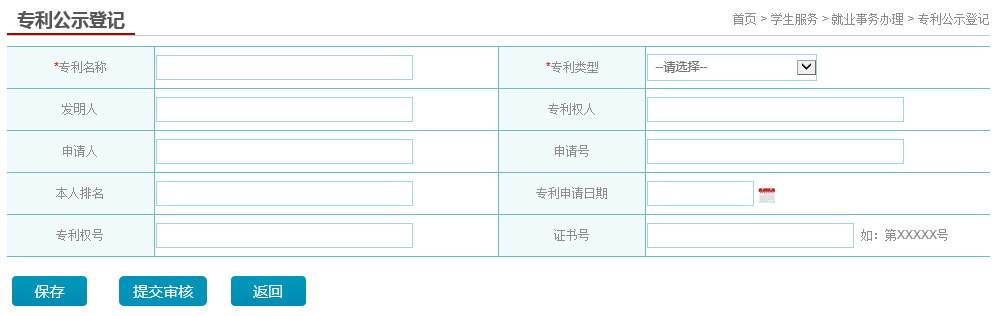 专利公示登记
首页 > 学生服务 > 就业事务办理 > 专利公示登记
*专利名称
*专利类型
--请选择--
发明人
专利权人
申请人
申请号
本人排名
专利申请日期
专利权号
证书号
如：第XXXXX号
保存
提交审核
返回